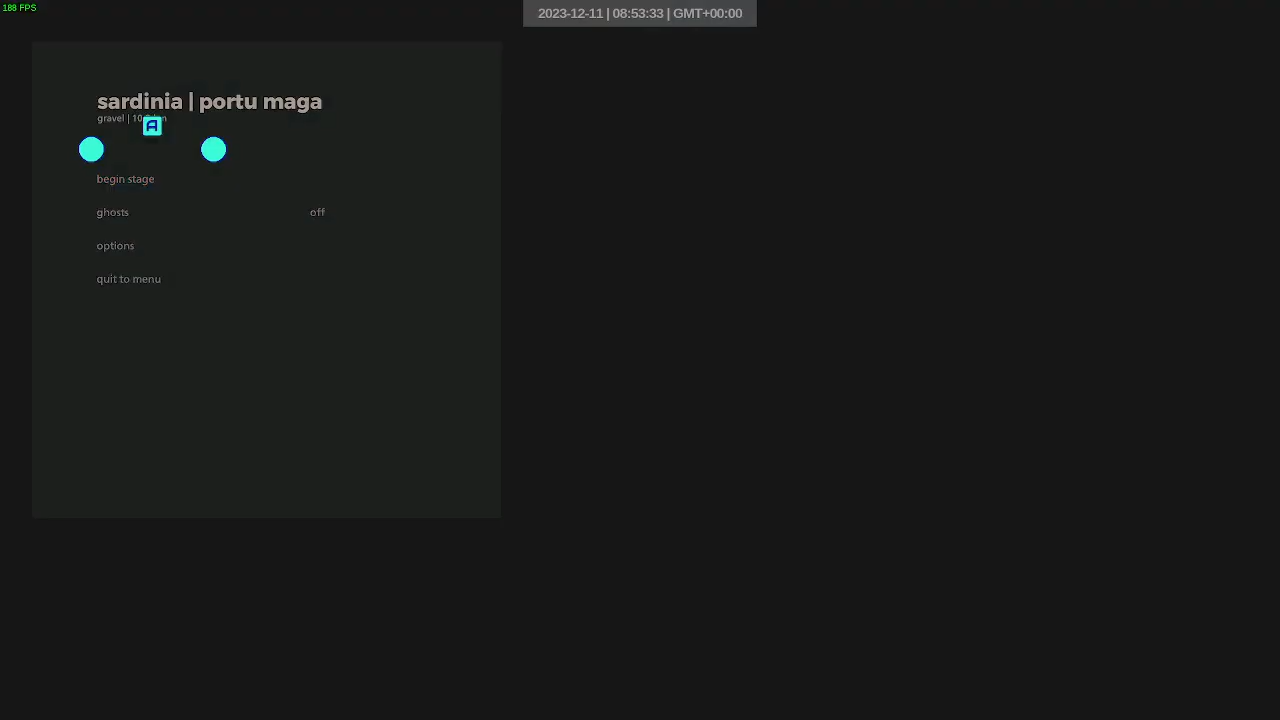 188 FPS
2023-12-11 | 08:53:33 | GMT+00:00
sardinia | portu maga
gravel |
A
begin stage
ghosts off
options
quit to menu